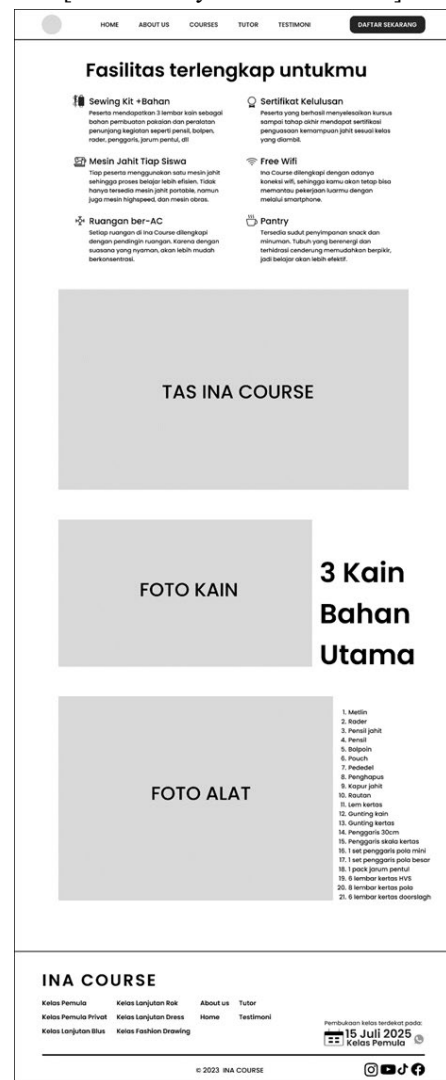 HOME ABOUT US COURSES TUTOR TESTIMONI DAFTAR SEKARANG
Fasilitas terlengkap untukmu
Sewing Kit +Bahan
Peserta mendapatkan 3 lembar kain sebagai
bahan pembuatan pakaian dan peralatan
penunjang kegiatan seperti pensil, bolpen,
rader, penggaris, jarum pentul, dll
Sertifikat Kelulusan
Peserta yang berhasil menyelesaikan kursus
sampai tahap akhir mendapat sertifikasi
penguasaan kemampuan jahit sesuai kelas
yang diambil.
Mesin Jahit Tiap Siswa
Tiap peserta menggunakan satu mesin jahit
sehingga proses belajar lebih efisien. Tidak
hanya tersedia mesin jahit portable, namun
juga mesin highspeed, dan mesin obras.
Free Wifi
Ina Course dilengkapi dengan adanya
koneksi wifi, sehingga kamu akan tetap bisa
memantau pekerjaan luarmu dengan
melalui smartphone.
Ruangan ber-AC
Setiap ruangan di Ina Course dilengkapi
dengan pendingin ruangan. Karena dengan
suasana yang nyaman, akan lebih mudah
berkonsentrasi.
Pantry
Tersedia sudut penyimpanan snack dan
minuman. Tubuh yang berenergi dan
terhidrasi cenderung memudahkan berpikir,
jadi belajar akan lebih efektif.
TAS INA COURSE
FOTO KAIN
3 Kain
Bahan
Utama
FOTO ALAT
1. Metlin
2. Rader
3. Pensil jahit
4. Pensil
5. Bolpoin
6. Pouch
7. Pededel
8. Penghapus
9. Kapur jahit
10. Rautan
11. Lem kertas
12. Gunting kain
13. Gunting kertas
14. Penggaris 30cm
15. Penggaris skala kertas
16. 1 set penggaris pola mini
17. 1 set penggaris pola besar
18. 1 pack jarum pentul
19. 6 lembar kertas HVS
20. 8 lembar kertas pola
21. 6 lembar kertas doorslagh
INA COURSE
Kelas Pemula Kelas Lanjutan Rok About us Tutor
Kelas Pemula Privat Kelas Lanjutan Dress Home Testimoni
Kelas Lanjutan Blus Kelas Fashion Drawing
Pembukaan kelas terdekat pada:
15 Juli 2025
Kelas Pemula
© 2023 INA COURSE